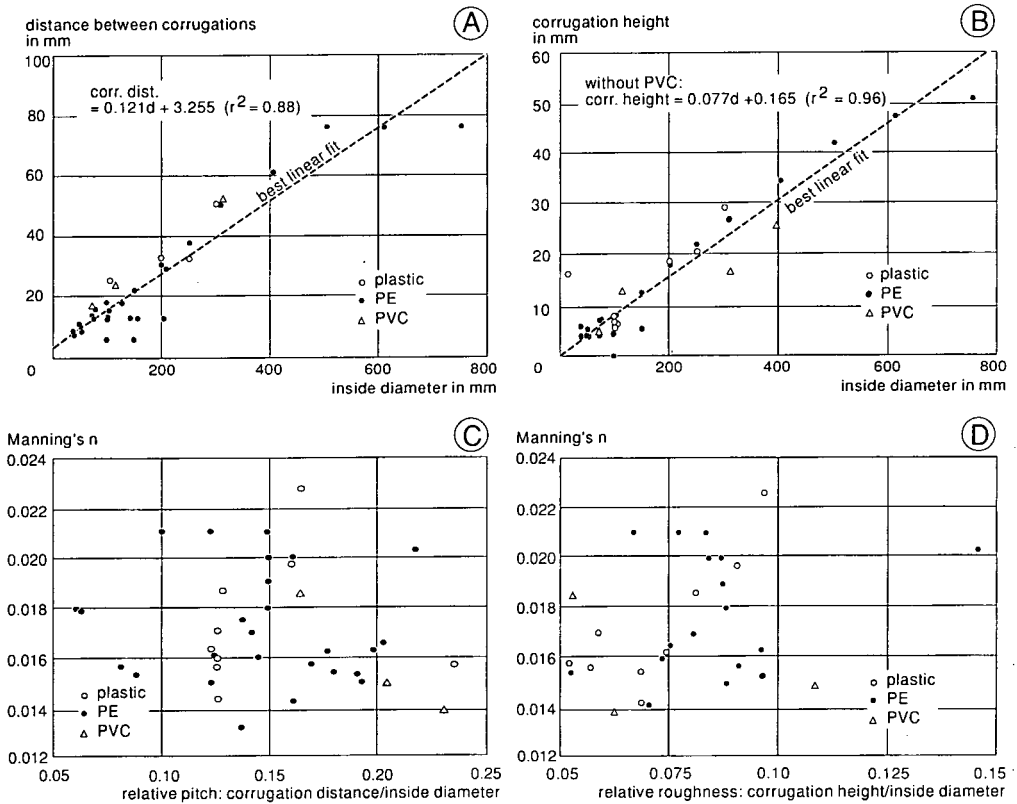 distance between corrugations
in mm
A
100
80
60
40
20
0
corr. dist.
= 0.121d + 3.255 (r2 = 0.88)
best linear fit
plastic
PE
PVC
200
400
600
800
inside diameter in mm
corrugation height
in mm
B
60
50
40
30
20
10
0
without PVC:
corr. height = 0.077d +0.165 (r2 = 0.96)
best linear fit
plastic
PE
PVC
200
400
600
800
inside diameter in mm
Manning's n
C
0.024
0.022
0.020
0.018
0.016
0.014
0.012
plastic
PE
PVC
0.05
0.10
0.15
0.20
0.25
relative pitch: corrugation distance/inside diameter
Manning's n
D
0.024
0.022
0.020
0.018
0.016
0.014
0.012
plastic
PE
PVC
0.05
0.075
0.10
0.125
0.15
relative roughness: corrugation height/inside diameter